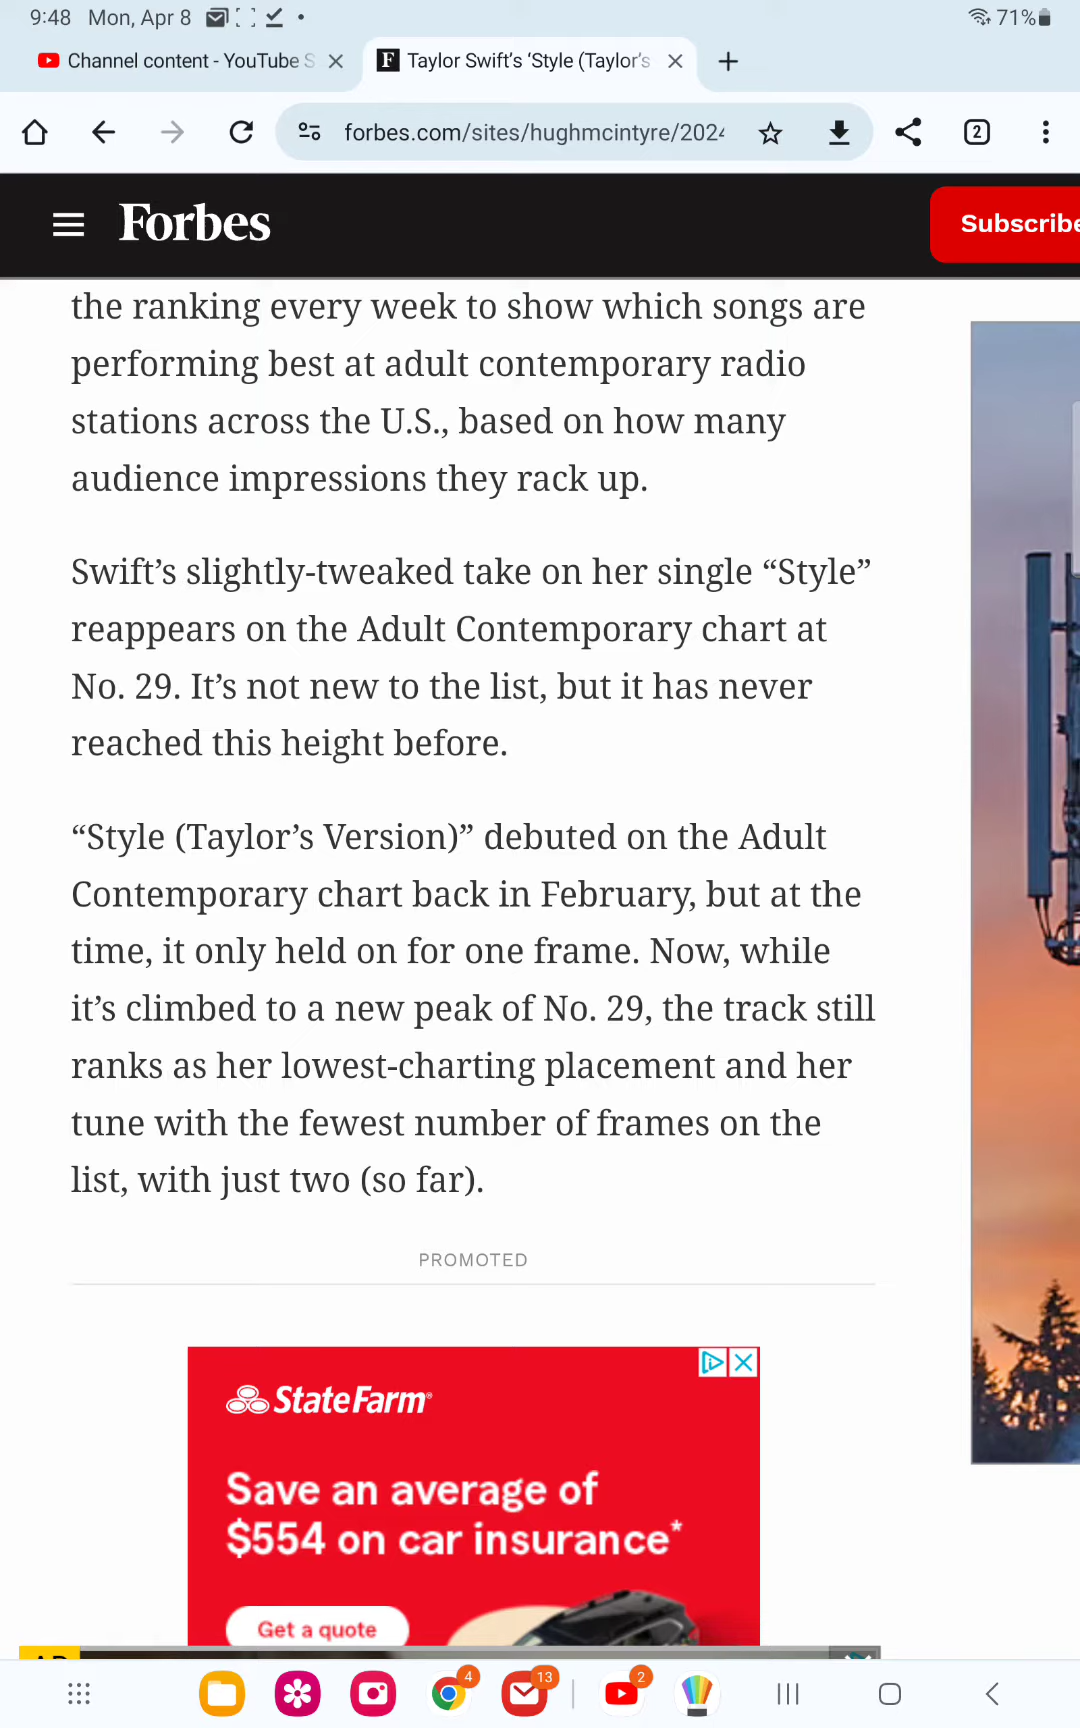 9:48 Mon, Apr 8
71%
Channel content - YouTube S
F Taylor Swift's 'Style (Taylor's
forbes.com/sites/hughmcintyre/2024
2
Forbes
Subscribe
the ranking every week to show which songs are
performing best at adult contemporary radio
stations across the U.S., based on how many
audience impressions they rack up.
Swift’s slightly-tweaked take on her single “Style”
reappears on the Adult Contemporary chart at
No. 29. It’s not new to the list, but it has never
reached this height before.
“Style (Taylor’s Version)” debuted on the Adult
Contemporary chart back in February, but at the
time, it only held on for one frame. Now, while
it’s climbed to a new peak of No. 29, the track still
ranks as her lowest-charting placement and her
tune with the fewest number of frames on the
list, with just two (so far).
PROMOTED
StateFarm®
Save an average of
$554 on car insurance*
Get a quote
AD
4
13
2